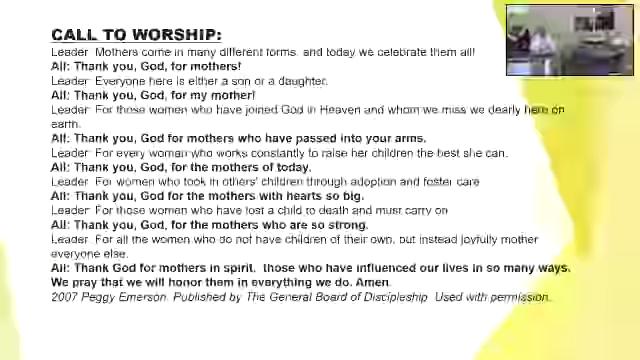 CALL TO WORSHIP:
Leader: Mothers come in many different forms, and today we celebrate them all!
All: Thank you, God, for mothers!
Leader: Everyone here is either a son or a daughter.
All: Thank you, God, for my mother!
Leader: For those women who have joined God in Heaven and whom we miss we dearly here on
earth.
All: Thank you, God for mothers who have passed into your arms.
Leader: For every woman who works constantly to raise her children the best she can.
All: Thank you, God, for the mothers of today.
Leader: For women who took in others' children through adoption and foster care
All: Thank you, God for the mothers with hearts so big.
Leader: For those women who have lost a child to death and must carry on
All: Thank you, God, for the mothers who are so strong.
Leader: For all the women who do not have children of their own, but instead joyfully mother
everyone else.
All: Thank God for mothers in spirit, those who have influenced our lives in so many ways.
We pray that we will honor them in everything we do. Amen.
2007 Peggy Emerson. Published by The General Board of Discipleship. Used with permission.